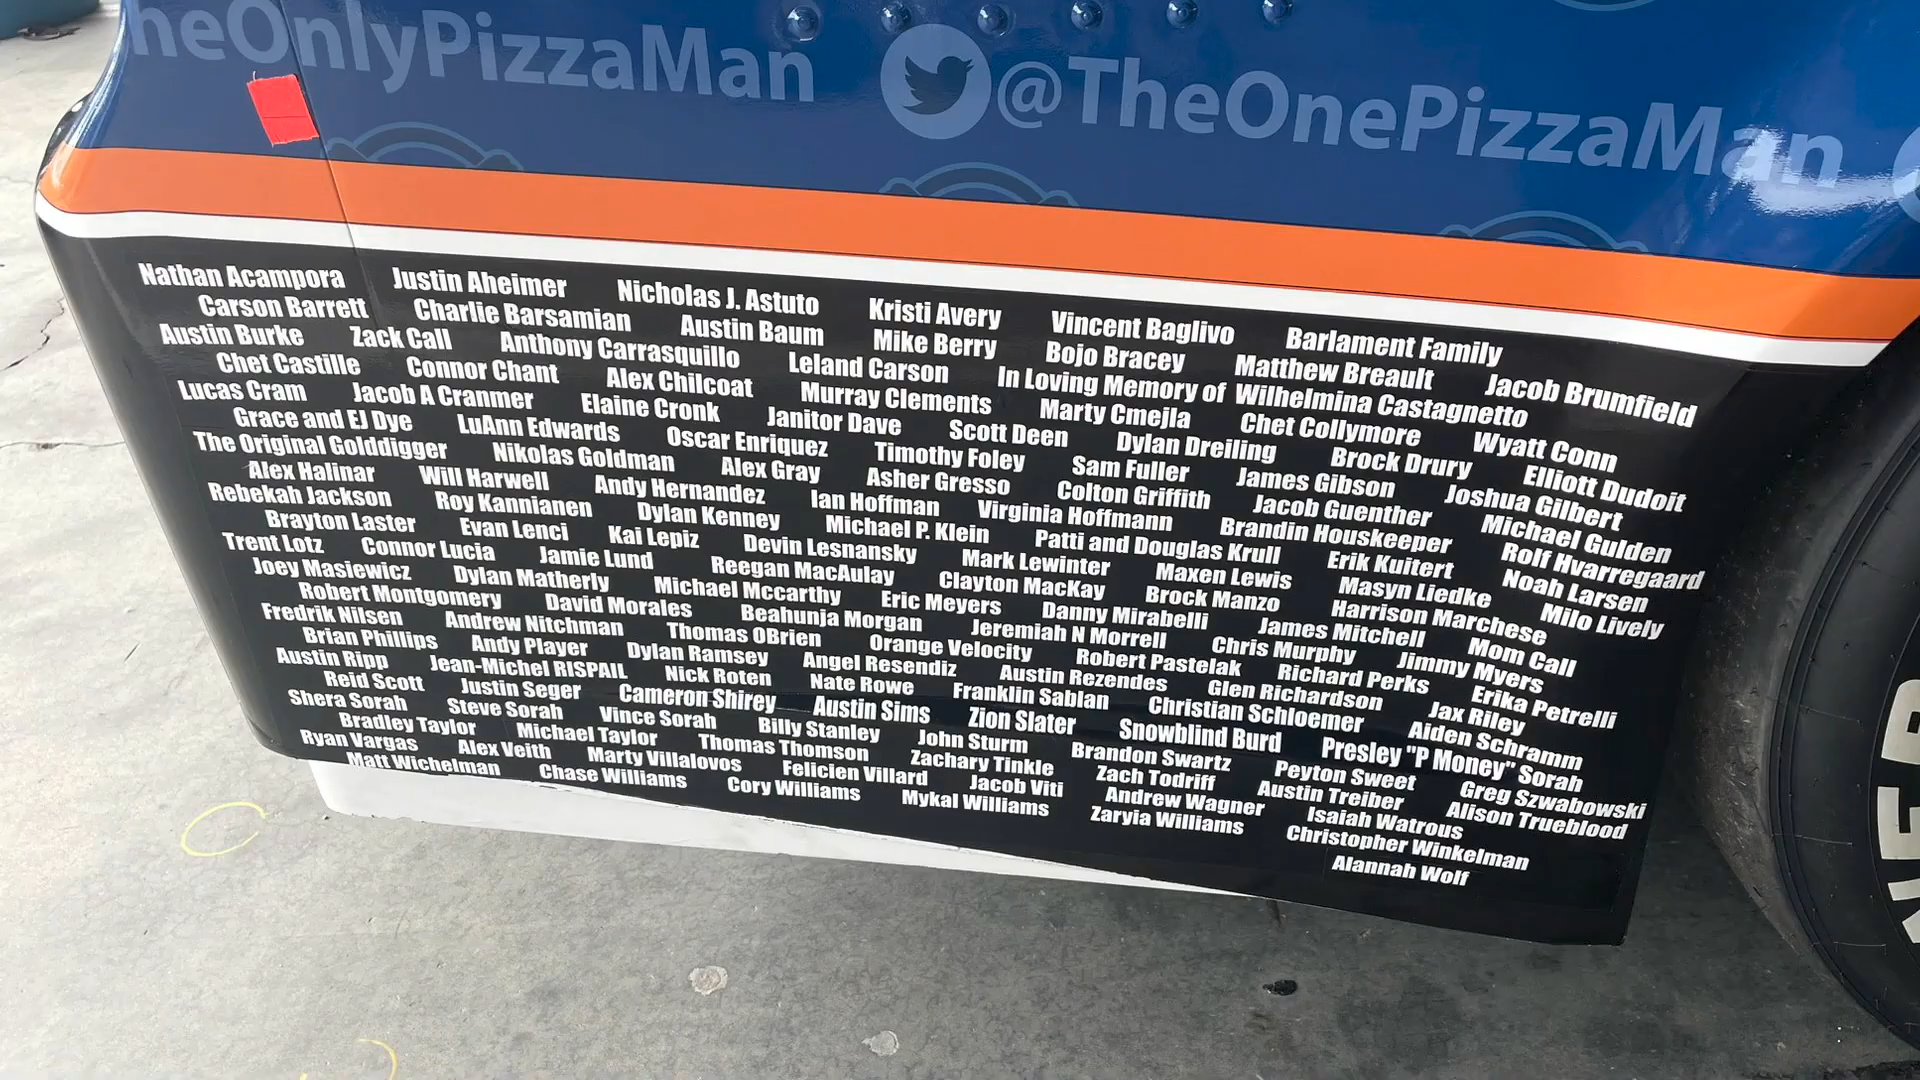 heOnlyPizzaMan @TheOnePizzaMan
Nathan Acampora Justin Aheimer Nicholas J. Astuto Kristi Avery Vincent Baglivo Barlament Family
Carson Barrett Charlie Barsamian Austin Baum Mike Berry Bojo Bracey Matthew Breault Jacob Brumfield
Austin Burke Zack Call Anthony Carrasquillo Leland Carson In Loving Memory of Wilhelmina Castagnetto
Chet Castille Connor Chant Alex Chilcoat Murray Clements Marty Cmejla Chet Collymore Wyatt Conn
Lucas Cram Jacob A Cranmer Elaine Cronk Janitor Dave Scott Deen Dylan Dreiling Brock Drury Elliott Dudoit
Grace and EJ Dye LuAnn Edwards Oscar Enriquez Timothy Foley Sam Fuller James Gibson Joshua Gilbert
The Original Golddigger Nikolas Goldman Alex Gray Asher Gresso Colton Griffith Jacob Guenther Michael Gulden
Alex Halinar Will Harwell Andy Hernandez Ian Hoffman Virginia Hoffmann Brandin Houskeeper Rolf Hvarregaard
Rebekah Jackson Roy Kannianen Dylan Kenney Michael P. Klein Patti and Douglas Krull Erik Kuitert Noah Larsen
Brayton Laster Evan Lenci Kai Lepiz Devin Lesnansky Mark Lewinter Maxen Lewis Masyn Liedke Milo Lively
Trent Lotz Connor Lucia Jamie Lund Reegan MacAulay Clayton MacKay Brock Manzo Harrison Marchese
Joey Masiewicz Dylan Matherly Michael Mccarthy Eric Meyers Danny Mirabelli James Mitchell Mom Call
Robert Montgomery David Morales Beahunja Morgan Jeremiah N Morrell Chris Murphy Jimmy Myers
Fredrik Nilsen Andrew Nitchman Thomas OBrien Orange Velocity Robert Pastelak Richard Perks Erika Petrelli
Brian Phillips Andy Player Dylan Ramsey Angel Resendiz Austin Rezendes Glen Richardson Jax Riley
Austin Ripp Jean-Michel RISPAIL Nick Roten Nate Rowe Franklin Sablan Christian Schloemer Aiden Schramm
Reid Scott Justin Seger Cameron Shirey Austin Sims Zion Slater Snowblind Burd Presley "P Money" Sorah
Shera Sorah Steve Sorah Vince Sorah Billy Stanley John Sturm Brandon Swartz Peyton Sweet Greg Szwabowski
Bradley Taylor Michael Taylor Thomas Thomson Zachary Tinkle Zach Todriff Austin Treiber Alison Trueblood
Ryan Vargas Alex Veith Marty Villalovos Felicien Villard Jacob Viti Andrew Wagner Isaiah Watrous
Matt Wichelman Chase Williams Cory Williams Mykal Williams Zaryia Williams Christopher Winkelman
Alannah Wolf